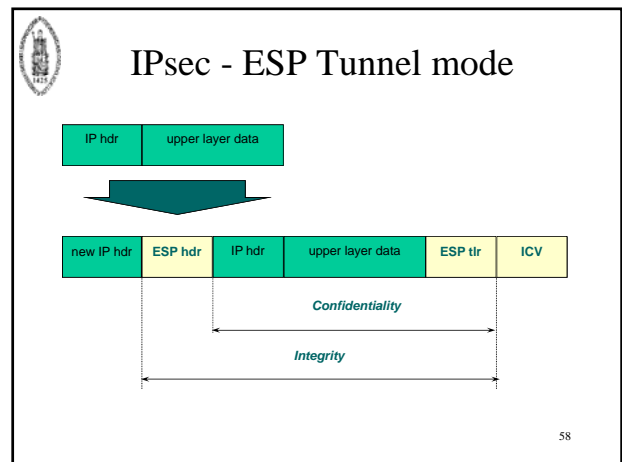 1425
IPsec - ESP Tunnel mode
IP hdr upper layer data
new IP hdr ESP hdr IP hdr upper layer data ESP tlr ICV
Confidentiality
Integrity
58